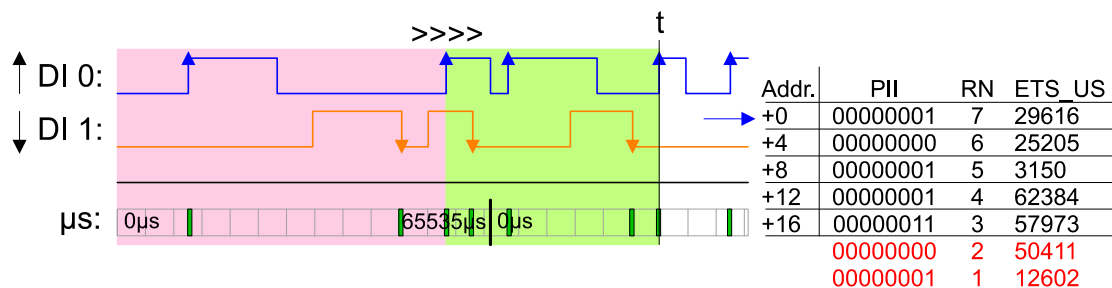 >>>> t
DI 0:
DI 1:
µs: 0µs 65535µs 0µs
Addr. PII RN ETS_US
+0 00000001 7 29616
+4 00000000 6 25205
+8 00000001 5 3150
+12 00000001 4 62384
+16 00000011 3 57973
00000000 2 50411
00000001 1 12602